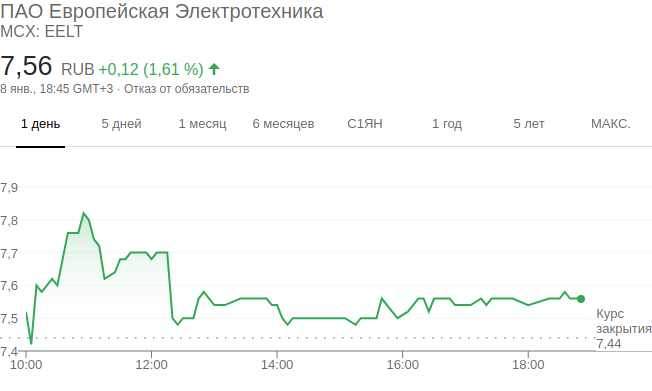 ПАО Европейская Электротехника
MCX: EELT
7,56 RUB +0,12 (1,61 %)
8 янв., 18:45 GMT+3 · Отказ от обязательств
1 день 5 дней 1 месяц 6 месяцев С1ЯН 1 год 5 лет МАКС.
7,9
7,8
7,7
7,6
7,5
Курс
закрытия
7,44
7,4
10:00 12:00 14:00 16:00 18:00